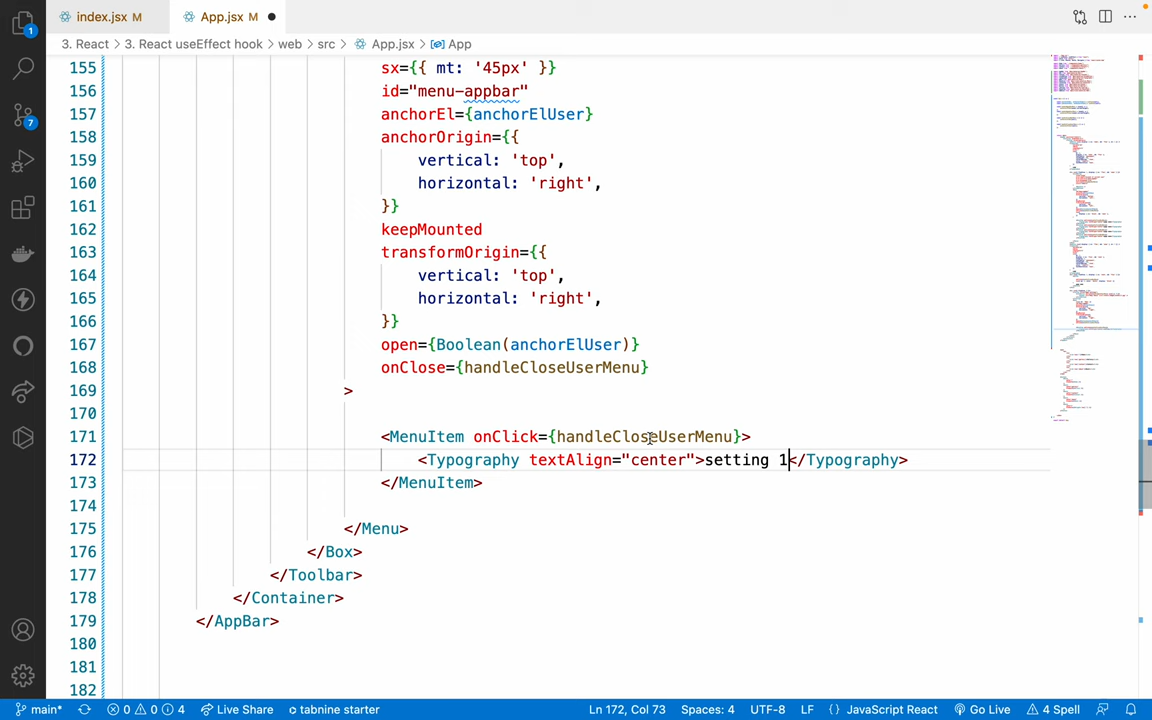 index.jsx M
App.jsx M
3. React > 3. React useEffect hook > web > src > App.jsx > App
155 sx={{ mt: '45px' }}
156 id="menu-appbar"
157 anchorEl={anchorElUser}
158 anchorOrigin={{
159 vertical: 'top',
160 horizontal: 'right',
161 }}
162 keepMounted
163 transformOrigin={{
164 vertical: 'top',
165 horizontal: 'right',
166 }}
167 open={Boolean(anchorElUser)}
168 onClose={handleCloseUserMenu}
169 >
170
171 <MenuItem onClick={handleCloseUserMenu}>
172 <Typography textAlign="center">setting 1</Typography>
173 </MenuItem>
174
175 </Menu>
176 </Box>
177 </Toolbar>
178 </Container>
179 </AppBar>
180
181
182
1
7
main* 0 0 4 Live Share tabnine starter Ln 172, Col 73 Spaces: 4 UTF-8 LF {} JavaScript React Go Live 4 Spell